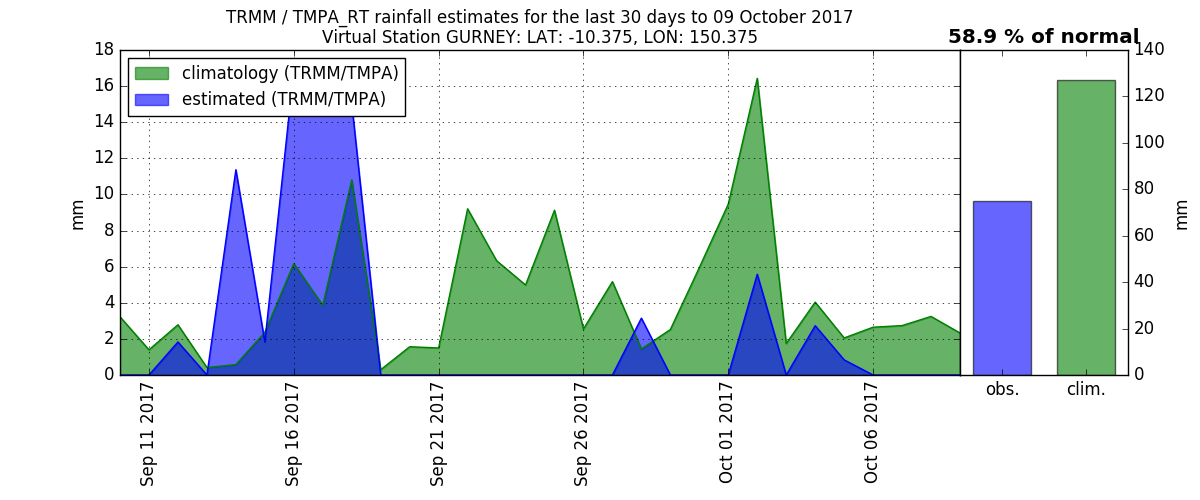 TRMM / TMPA_RT rainfall estimates for the last 30 days to 09 October 2017
Virtual Station GURNEY: LAT: -10.375, LON: 150.375
58.9 % of normal
climatology (TRMM/TMPA)
estimated (TRMM/TMPA)
mm
18
16
14
12
10
8
6
4
2
0
Sep 11 2017
Sep 16 2017
Sep 21 2017
Sep 26 2017
Oct 01 2017
Oct 06 2017
obs.
clim.
140
120
100
80
60
40
20
0
mm